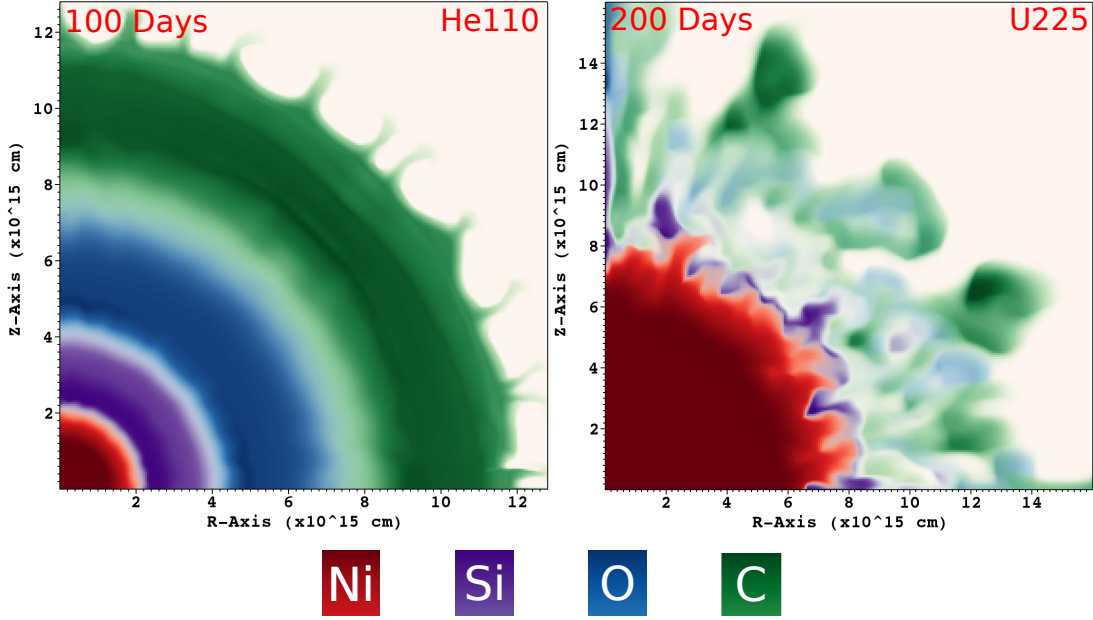 100 Days He110
12
10
8
6
4
2
Z-Axis (x10^15 cm)
2 4 6 8 10 12
R-Axis (x10^15 cm)
200 Days U225
14
12
10
8
6
4
2
Z-Axis (x10^15 cm)
2 4 6 8 10 12 14
R-Axis (x10^15 cm)
Ni Si O C